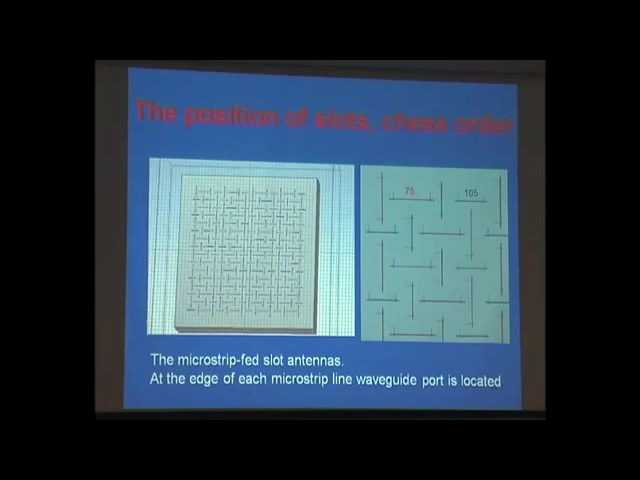 The position of slots, chess order
75
105
The microstrip-fed slot antennas.
At the edge of each microstrip line waveguide port is located